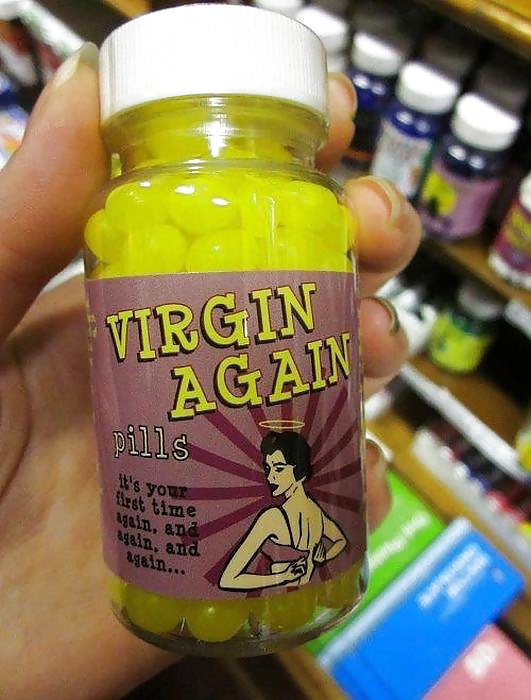 VIRGIN
AGAIN
pills
it's your
first time
again, and
again, and
again...